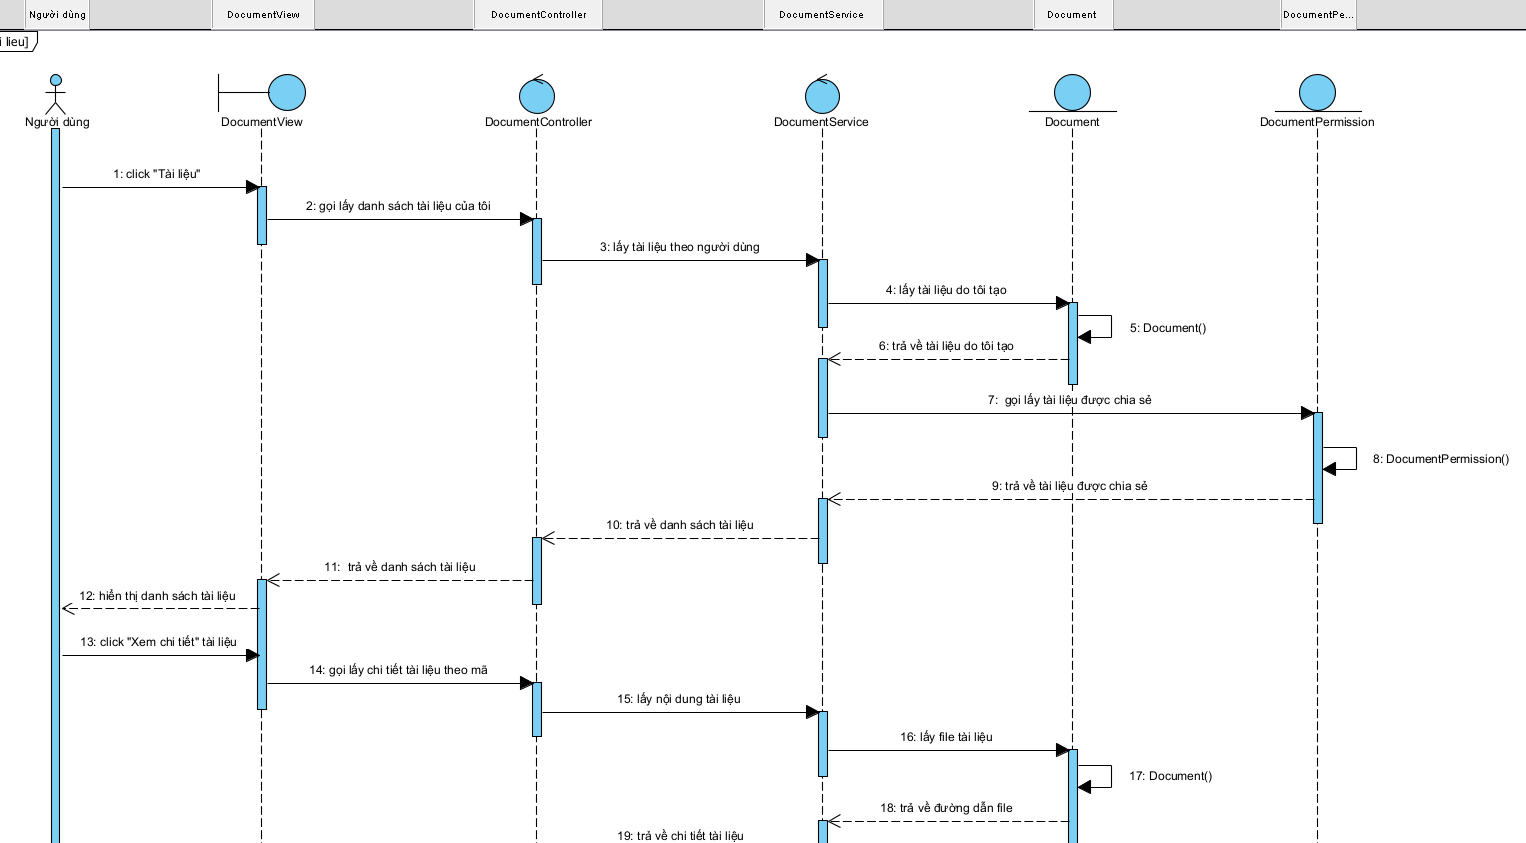 Người dùng DocumentView DocumentController DocumentService Document DocumentPe...
i lieu]
Người dùng DocumentView DocumentController DocumentService Document DocumentPermission
1: click "Tài liệu"
2: gọi lấy danh sách tài liệu của tôi
3: lấy tài liệu theo người dùng
4: lấy tài liệu do tôi tạo
5: Document()
6: trả về tài liệu do tôi tạo
7: gọi lấy tài liệu được chia sẻ
8: DocumentPermission()
9: trả về tài liệu được chia sẻ
10: trả về danh sách tài liệu
11: trả về danh sách tài liệu
12: hiển thị danh sách tài liệu
13: click "Xem chi tiết" tài liệu
14: gọi lấy chi tiết tài liệu theo mã
15: lấy nội dung tài liệu
16: lấy file tài liệu
17: Document()
18: trả về đường dẫn file
19: trả về chi tiết tài liệu